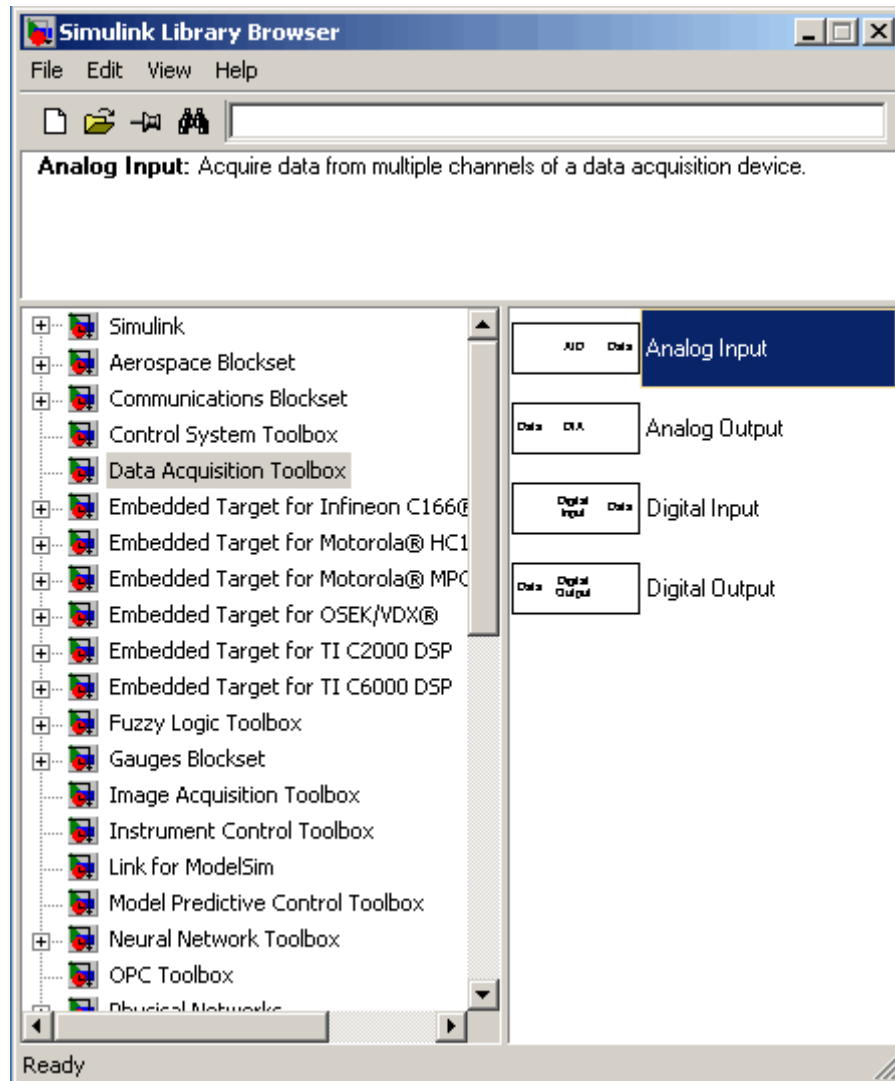 Simulink Library Browser
File Edit View Help
Analog Input: Acquire data from multiple channels of a data acquisition device.
Simulink
Aerospace Blockset
Communications Blockset
Control System Toolbox
Data Acquisition Toolbox
Embedded Target for Infineon C166®
Embedded Target for Motorola® HC1
Embedded Target for Motorola® MPC
Embedded Target for OSEK/VDX®
Embedded Target for TI C2000 DSP
Embedded Target for TI C6000 DSP
Fuzzy Logic Toolbox
Gauges Blockset
Image Acquisition Toolbox
Instrument Control Toolbox
Link for ModelSim
Model Predictive Control Toolbox
Neural Network Toolbox
OPC Toolbox
Physical Networks
A/D Data Analog Input
Data D/A Analog Output
Digital Input Data Digital Input
Data Digital Output Digital Output
Ready